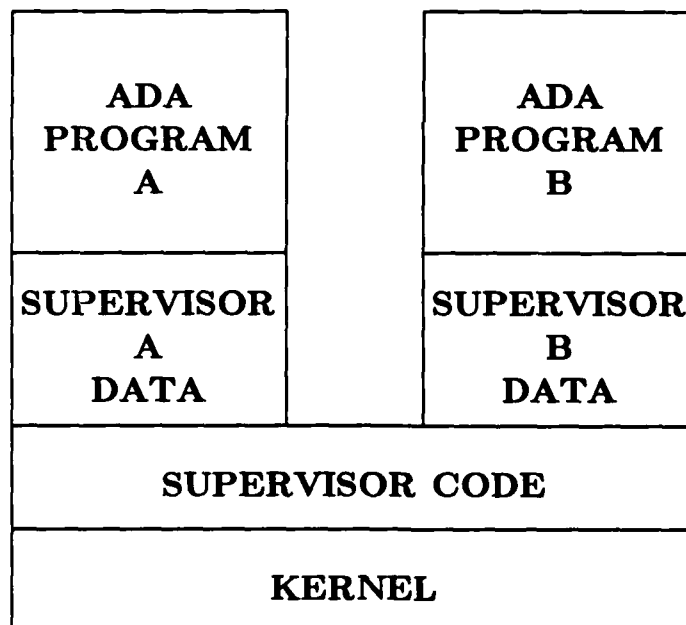 ADA
PROGRAM
A
ADA
PROGRAM
B
SUPERVISOR
A
DATA
SUPERVISOR
B
DATA
SUPERVISOR CODE
KERNEL